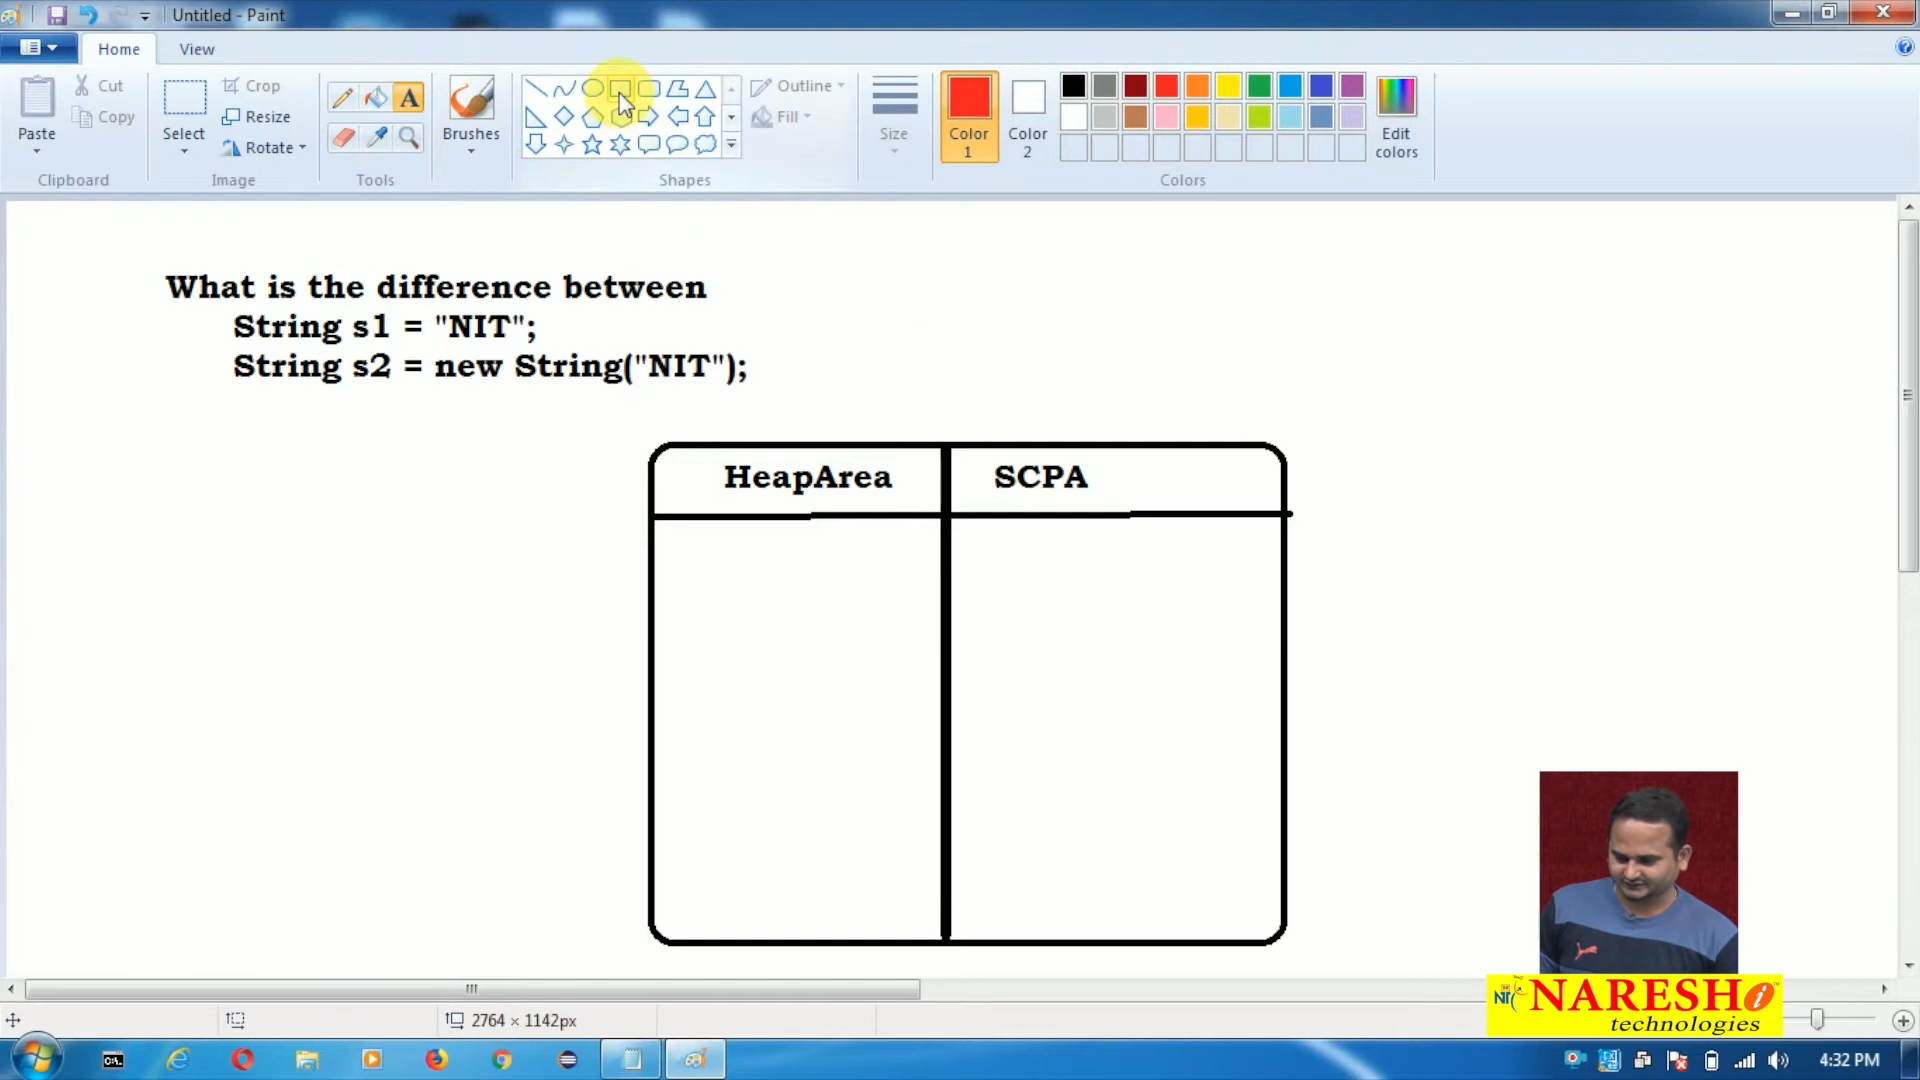 Untitled - Paint
Home
View
Cut
Copy
Paste
Clipboard
Crop
Resize
Rotate
Select
Image
A
Tools
Brushes
Shapes
Outline
Fill
Size
Color
1
Color
2
Edit
colors
Colors
What is the difference between
String s1 = "NIT";
String s2 = new String("NIT");
HeapArea
SCPA
NARESH i
technologies
2764 × 1142px
4:32 PM